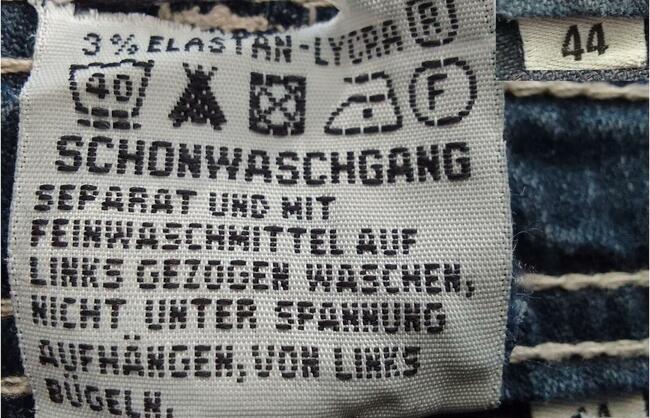 3% ELASTAN-LYCRA ®
44
40 F
SCHONWASCHGANG
SEPARAT UND MIT
FEINWASCHMITTEL AUF
LINKS GEZOGEN WASCHEN,
NICHT UNTER SPANNUNG
AUFHÄNGEN, VON LINKS
BÜGELN.